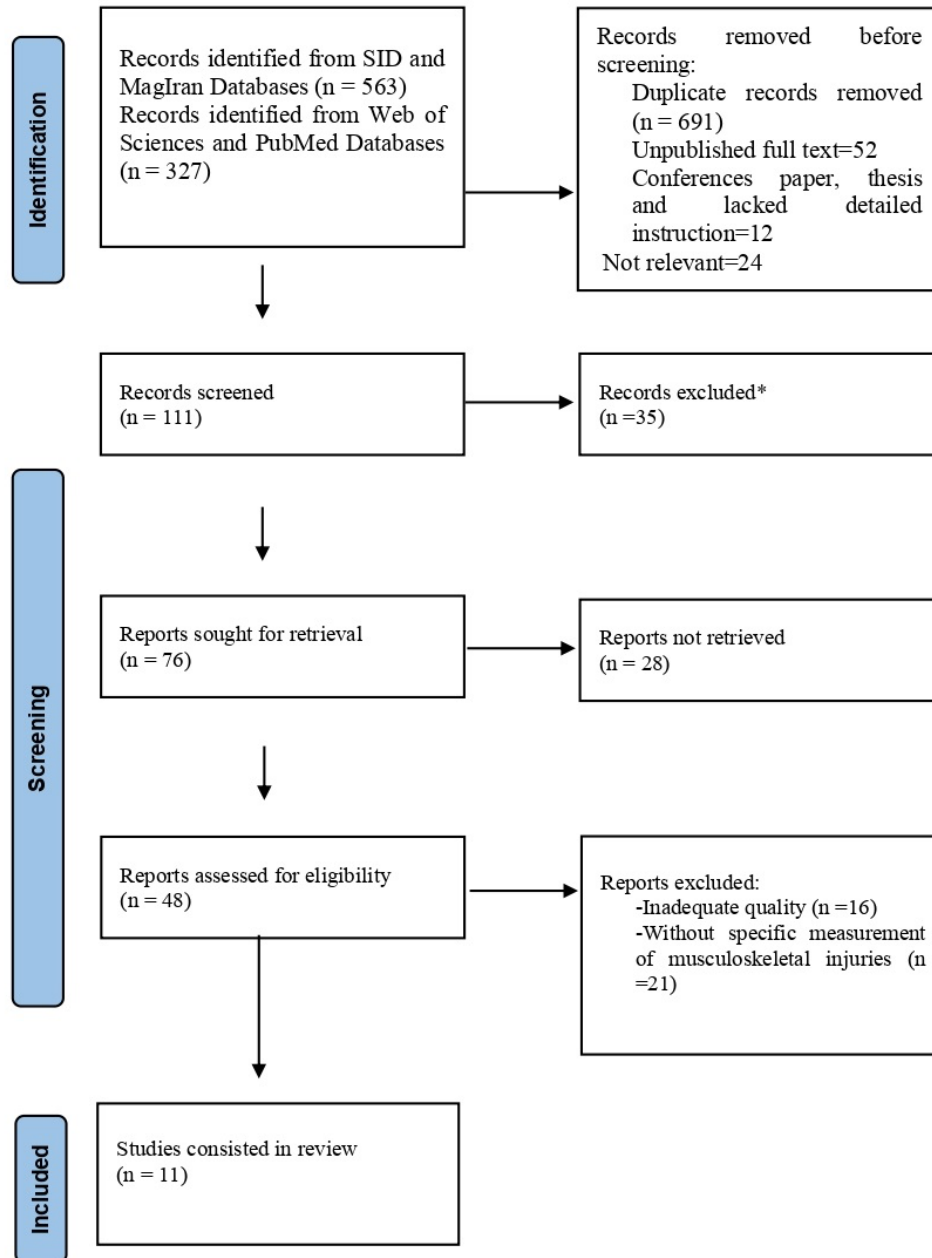 Identification
Records identified from SID and
MagIran Databases (n = 563)
Records identified from Web of
Sciences and PubMed Databases
(n = 327)
Records removed before
screening:
Duplicate records removed
(n = 691)
Unpublished full text=52
Conferences paper, thesis
and lacked detailed
instruction=12
Not relevant=24
Records screened
(n = 111)
Records excluded*
(n =35)
Screening
Reports sought for retrieval
(n = 76)
Reports not retrieved
(n = 28)
Reports assessed for eligibility
(n = 48)
Reports excluded:
-Inadequate quality (n =16)
-Without specific measurement
of musculoskeletal injuries (n
=21)
Included
Studies consisted in review
(n = 11)